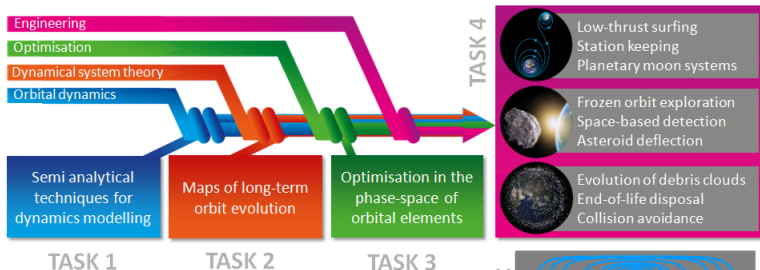 Engineering
Optimisation
Dynamical system theory
Orbital dynamics
Semi analytical
techniques for
dynamics modelling
Maps of long-term
orbit evolution
Optimisation in the
phase-space of
orbital elements
TASK 1
TASK 2
TASK 3
TASK 4
Low-thrust surfing
Station keeping
Planetary moon systems
Frozen orbit exploration
Space-based detection
Asteroid deflection
Evolution of debris clouds
End-of-life disposal
Collision avoidance